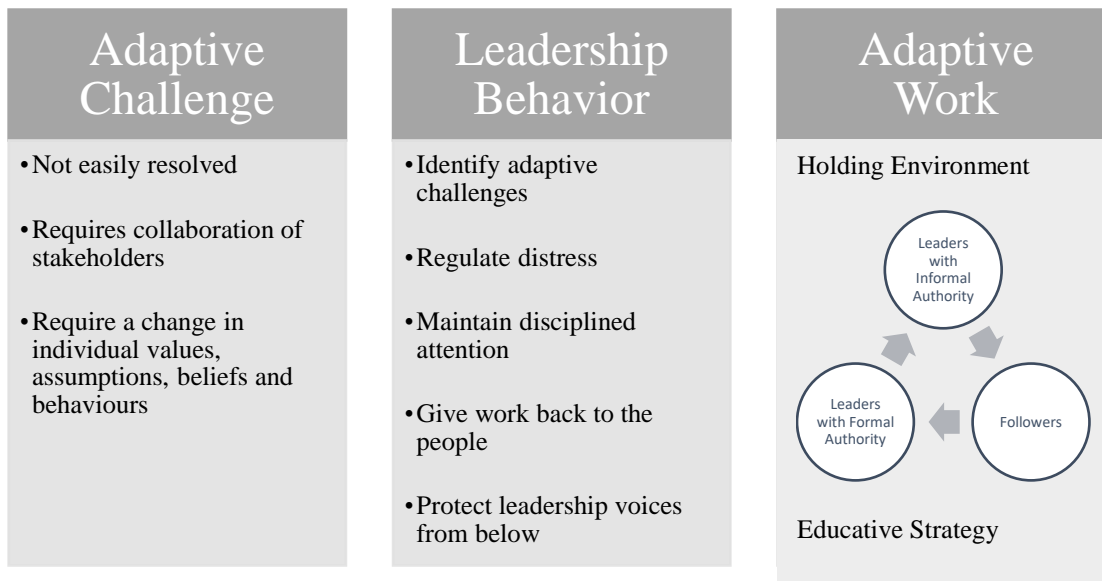 Adaptive
Challenge
•Not easily resolved
•Requires collaboration of
stakeholders
•Require a change in
individual values,
assumptions, beliefs and
behaviours
Leadership
Behavior
•Identify adaptive
challenges
•Regulate distress
•Maintain disciplined
attention
•Give work back to the
people
•Protect leadership voices
from below
Adaptive
Work
Holding Environment
Leaders
with
Informal
Authority
Leaders
with Formal
Authority
Followers
Educative Strategy